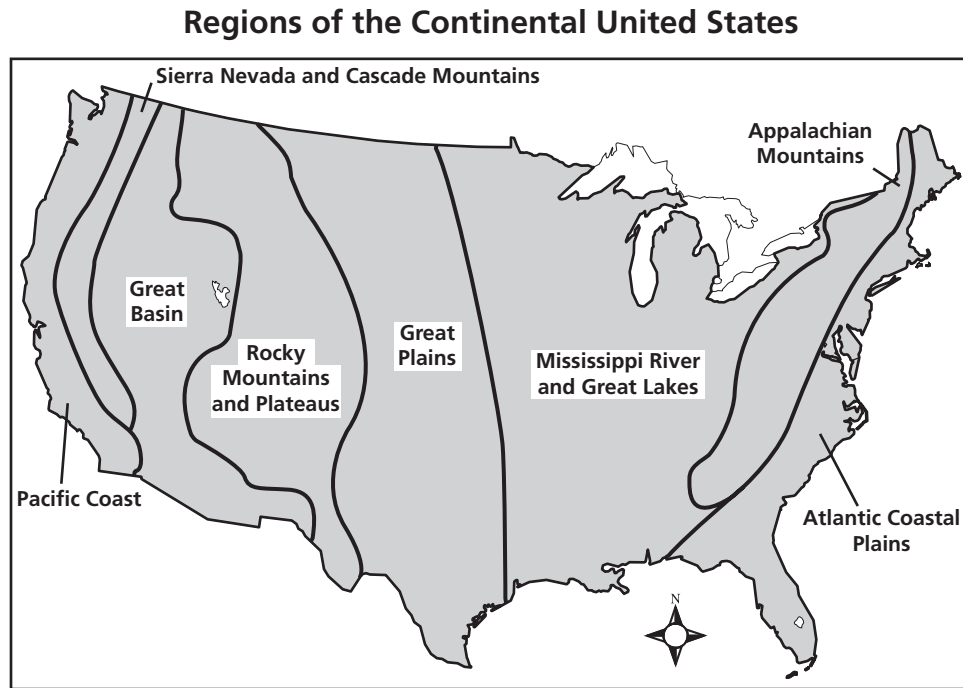 Regions of the Continental United States
Sierra Nevada and Cascade Mountains
Appalachian
Mountains
Great
Basin
Rocky
Mountains
and Plateaus
Great
Plains
Mississippi River
and Great Lakes
Pacific Coast
Atlantic Coastal
Plains
N